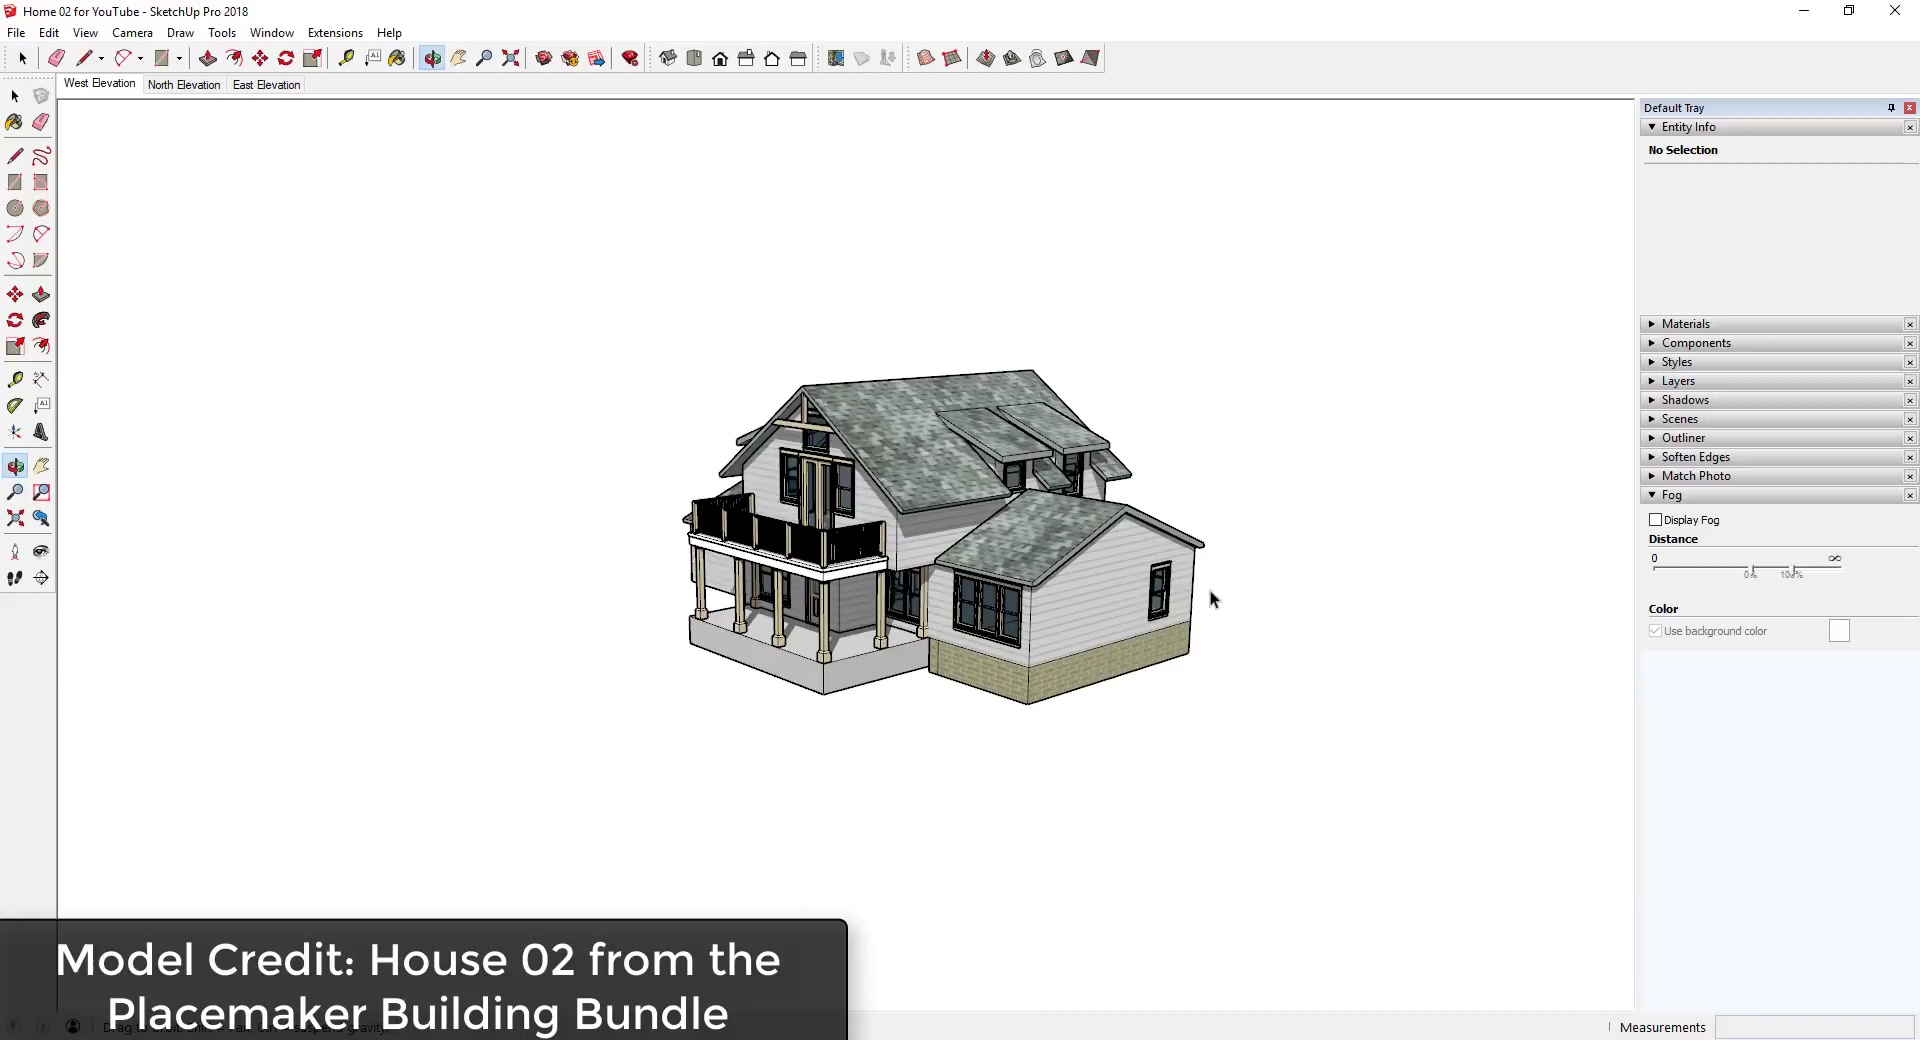 Home 02 for YouTube - SketchUp Pro 2018
File Edit View Camera Draw Tools Window Extensions Help
West Elevation North Elevation East Elevation
Default Tray
Entity Info
No Selection
Materials
Components
Styles
Layers
Shadows
Scenes
Outliner
Soften Edges
Match Photo
Fog
Display Fog
Distance
0 ∞
0% 100%
Color
Use background color
Model Credit: House 02 from the
Placemaker Building Bundle
Measurements